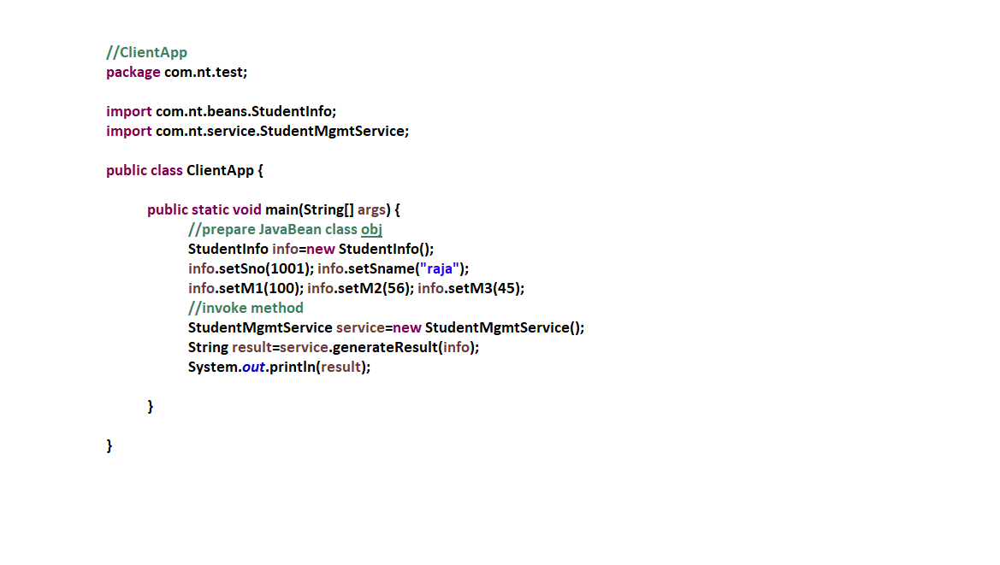 //ClientApp
package com.nt.test;
import com.nt.beans.StudentInfo;
import com.nt.service.StudentMgmtService;
public class ClientApp {
public static void main(String[] args) {
//prepare JavaBean class obj
StudentInfo info=new StudentInfo();
info.setSno(1001); info.setSname("raja");
info.setM1(100); info.setM2(56); info.setM3(45);
//invoke method
StudentMgmtService service=new StudentMgmtService();
String result=service.generateResult(info);
System.out.println(result);
}
}